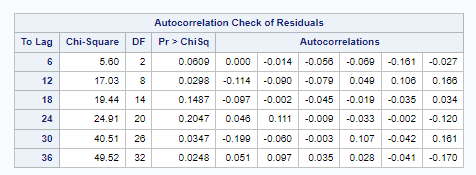 Autocorrelation Check of Residuals
To Lag Chi-Square DF Pr > ChiSq Autocorrelations
6 5.60 2 0.0609 0.000 -0.014 -0.056 -0.069 -0.161 -0.027
12 17.03 8 0.0298 -0.114 -0.090 -0.079 0.049 0.106 0.166
18 19.44 14 0.1487 -0.097 -0.002 -0.045 -0.019 -0.035 0.034
24 24.91 20 0.2047 0.046 0.111 -0.009 -0.033 -0.002 -0.120
30 40.51 26 0.0347 -0.199 -0.060 -0.003 0.107 -0.042 0.161
36 49.52 32 0.0248 0.051 0.097 0.035 0.028 -0.041 -0.170